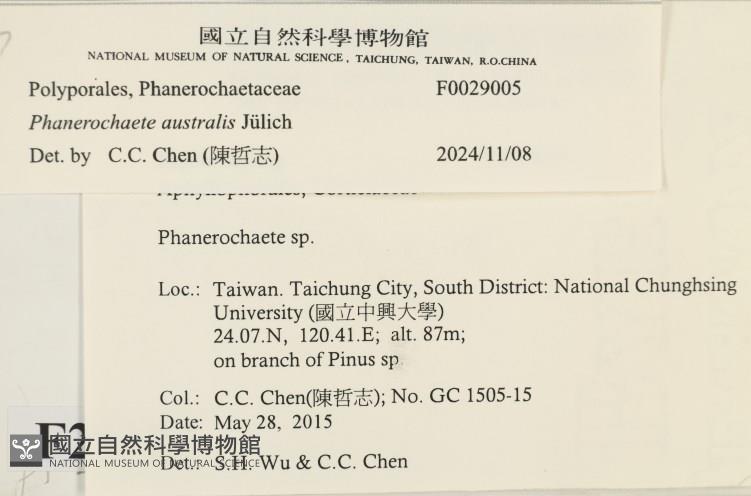 國立自然科學博物館
NATIONAL MUSEUM OF NATURAL SCIENCE, TAICHUNG, TAIWAN, R.O.CHINA
Polyporales, Phanerochaetaceae F0029005
Phanerochaete australis Jülich
Det. by C.C. Chen (陳哲志) 2024/11/08
Phanerochaete sp.
Loc.: Taiwan. Taichung City, South District: National Chunghsing
University (國立中興大學)
24.07.N, 120.41.E; alt. 87m;
on branch of Pinus sp.
Col.: C.C. Chen(陳哲志); No. GC 1505-15
Date: May 28, 2015
Det.: S.H. Wu & C.C. Chen
國立自然科學博物館
NATIONAL MUSEUM OF NATURAL SCIENCE